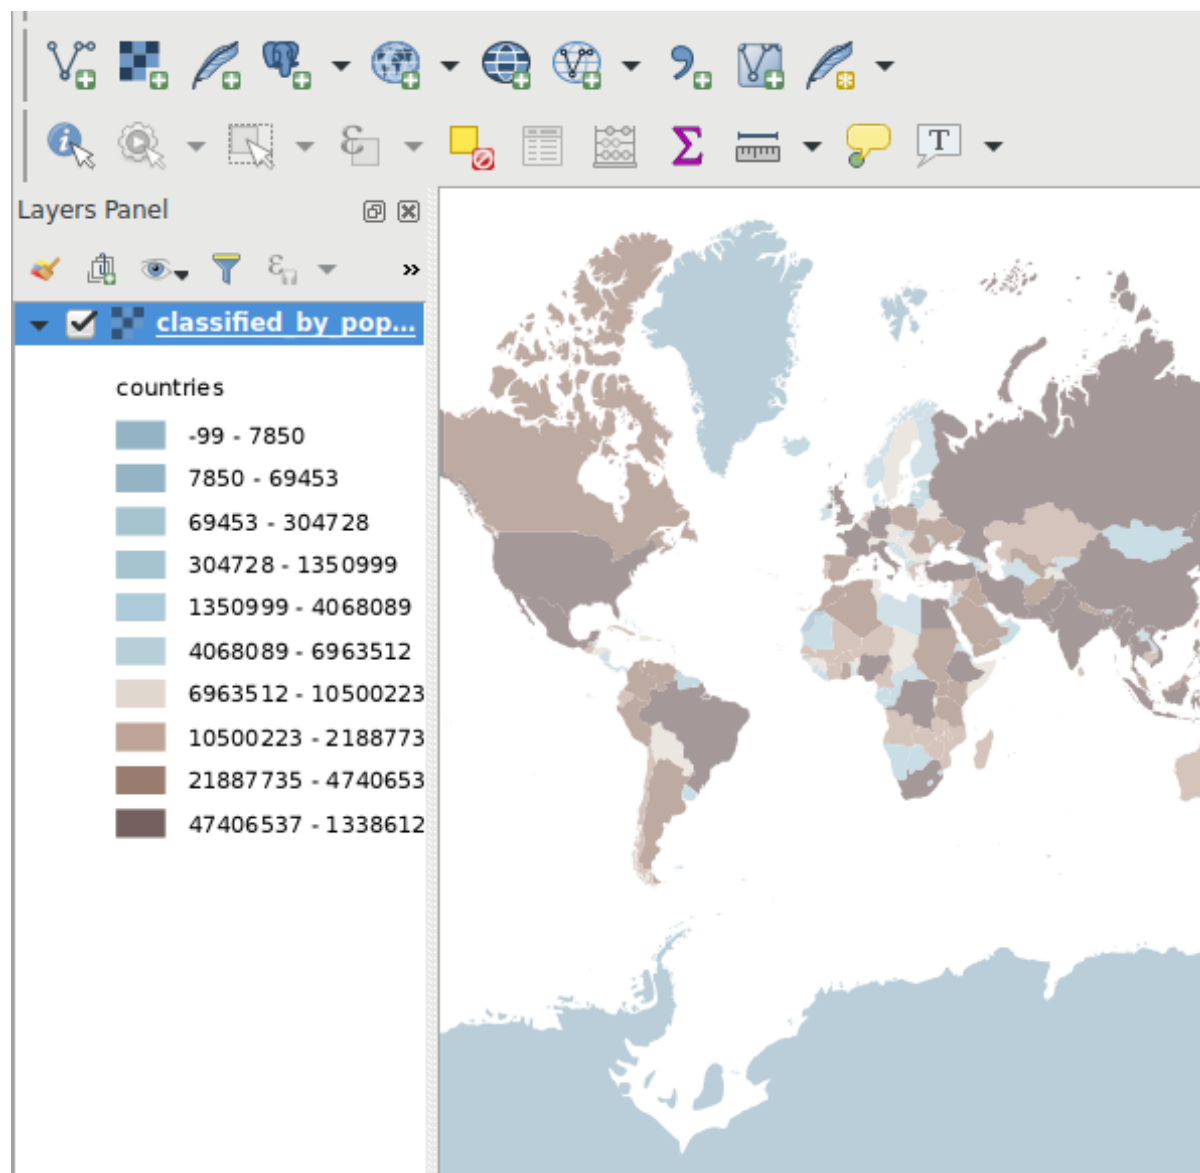 T
Layers Panel
classified_by_pop...
countries
-99 - 7850
7850 - 69453
69453 - 304728
304728 - 1350999
1350999 - 4068089
4068089 - 6963512
6963512 - 10500223
10500223 - 2188773
21887735 - 4740653
47406537 - 1338612